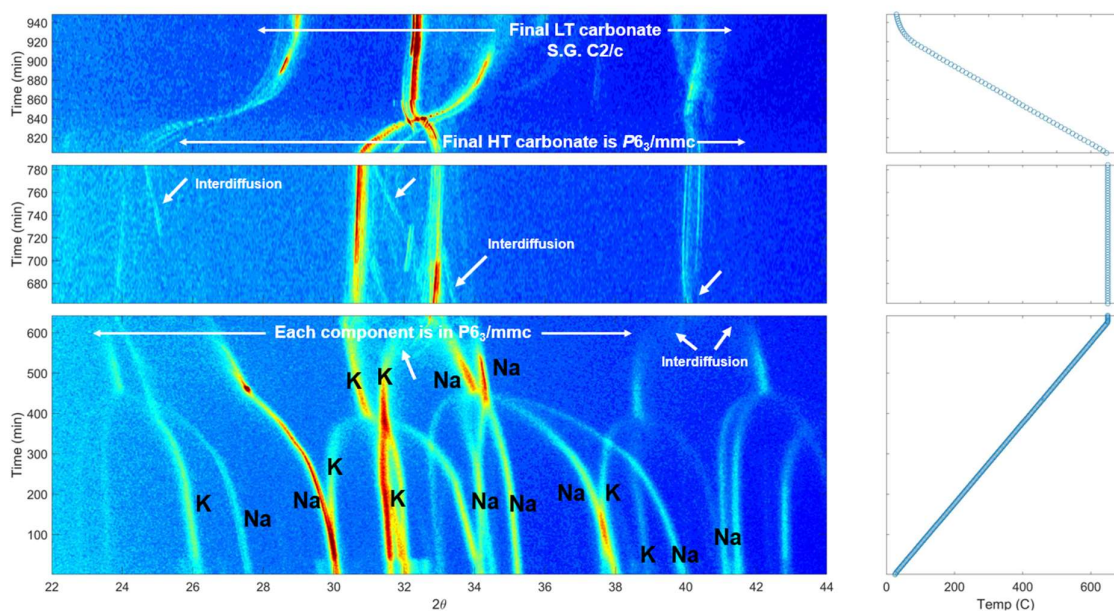 940
920
900
880
860
840
820
Time (min)
Final LT carbonate
S.G. C2/c
Final HT carbonate is P6₃/mmc
780
760
740
720
700
680
Time (min)
Interdiffusion
Interdiffusion
600
500
400
300
200
100
Time (min)
Each component is in P6₃/mmc
Interdiffusion
K
K
Na
Na
K
K
Na
Na
K
Na
K
Na
Na
Na
K
Na
K
Na
22 24 26 28 30 32 34 36 38 40 42 44
2θ
0 200 400 600
Temp (C)